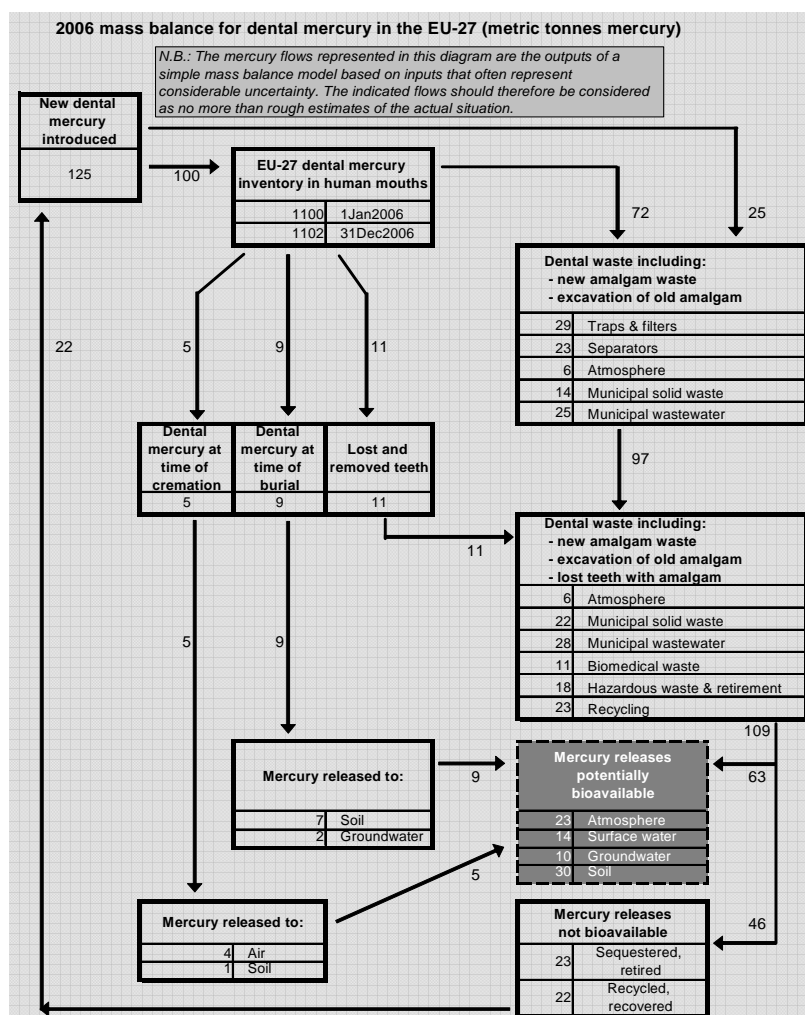 2006 mass balance for dental mercury in the EU-27 (metric tonnes mercury)
N.B.: The mercury flows represented in this diagram are the outputs of a
simple mass balance model based on inputs that often represent
considerable uncertainty. The indicated flows should therefore be considered
as no more than rough estimates of the actual situation.
New dental
mercury
introduced
125
100
EU-27 dental mercury
inventory in human mouths
1100 1Jan2006
1102 31Dec2006
72
25
Dental waste including:
- new amalgam waste
- excavation of old amalgam
29 Traps & filters
23 Separators
6 Atmosphere
14 Municipal solid waste
25 Municipal wastewater
22
5
9
11
Dental
mercury at
time of
cremation
5
Dental
mercury at
time of
burial
9
Lost and
removed teeth
11
97
11
Dental waste including:
- new amalgam waste
- excavation of old amalgam
- lost teeth with amalgam
6 Atmosphere
22 Municipal solid waste
28 Municipal wastewater
11 Biomedical waste
18 Hazardous waste & retirement
23 Recycling
5
9
109
63
Mercury released to:
7 Soil
2 Groundwater
9
Mercury releases
potentially
bioavailable
23 Atmosphere
14 Surface water
10 Groundwater
30 Soil
5
Mercury released to:
4 Air
1 Soil
46
Mercury releases
not bioavailable
23 Sequestered,
retired
22 Recycled,
recovered